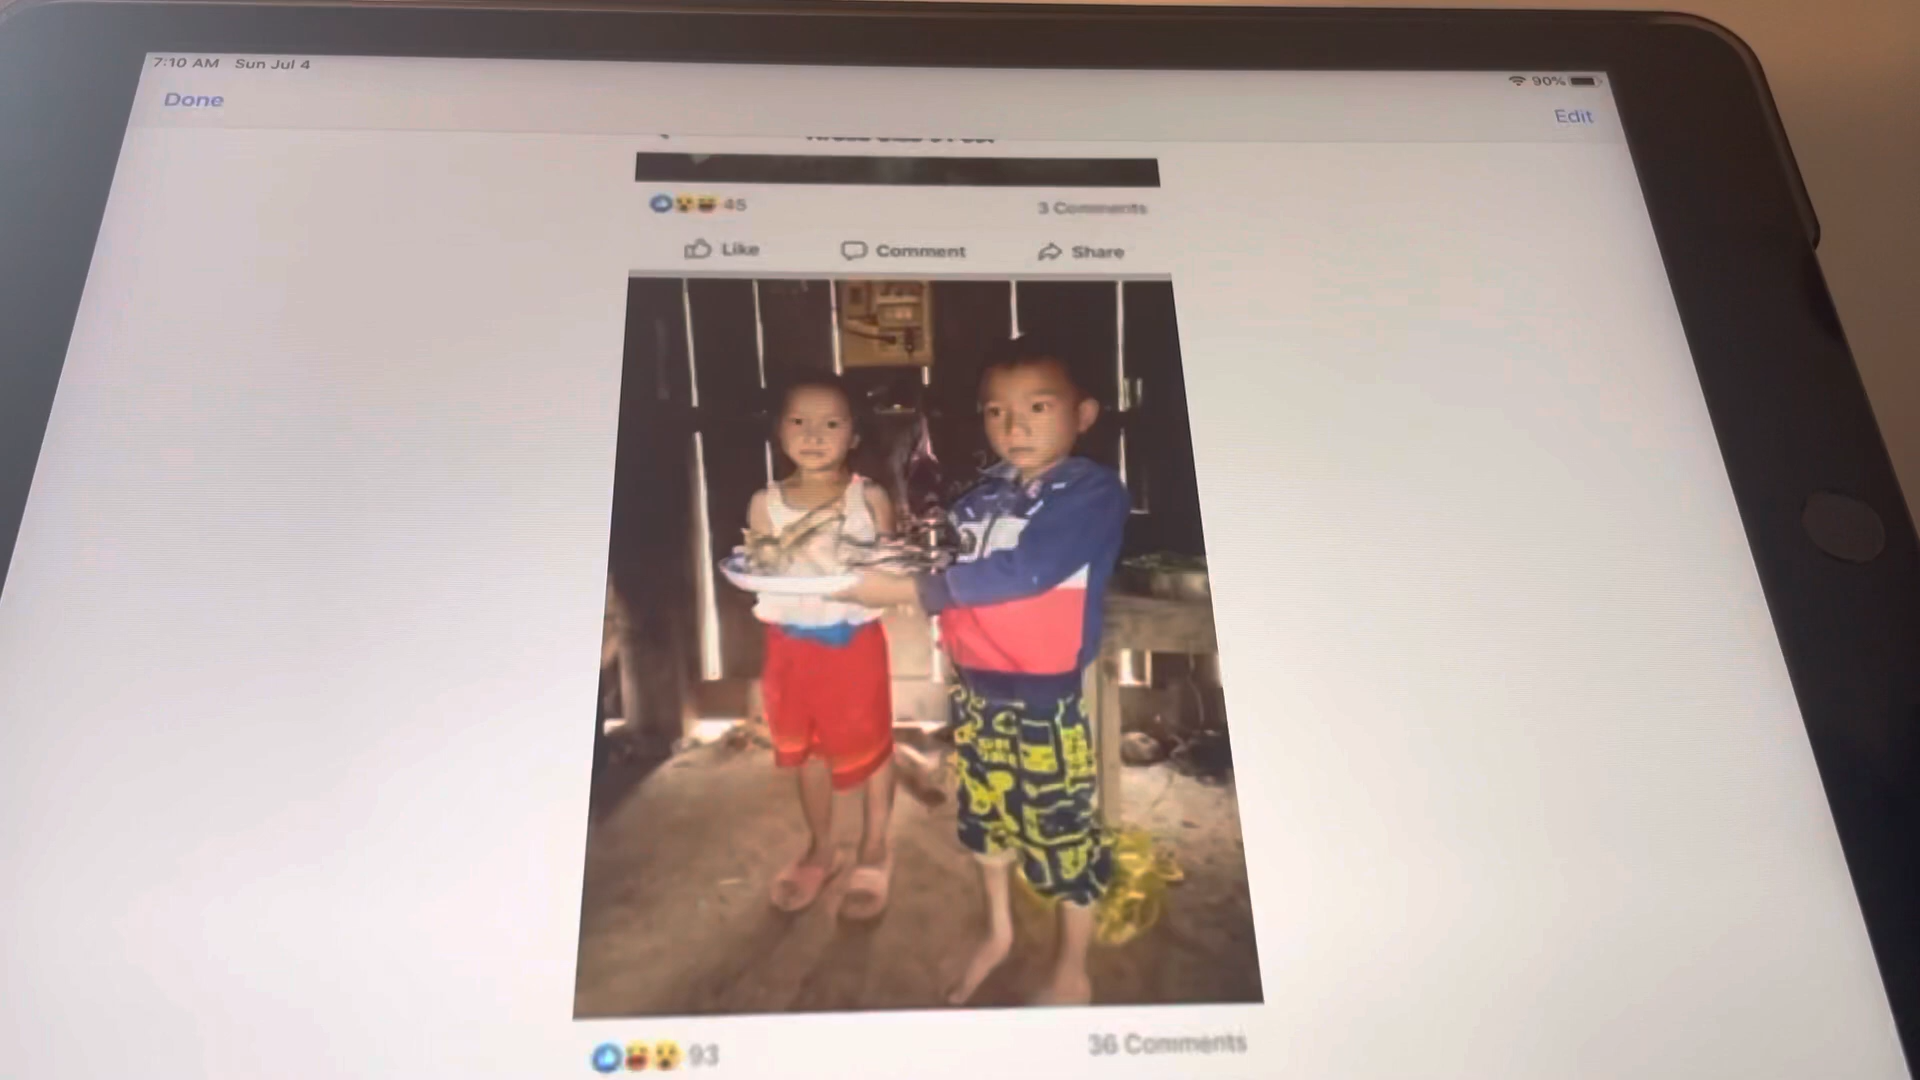 7:10 AM Sun Jul 4
90%
Done
Edit
45
3 Comments
Like
Comment
Share
93
36 Comments